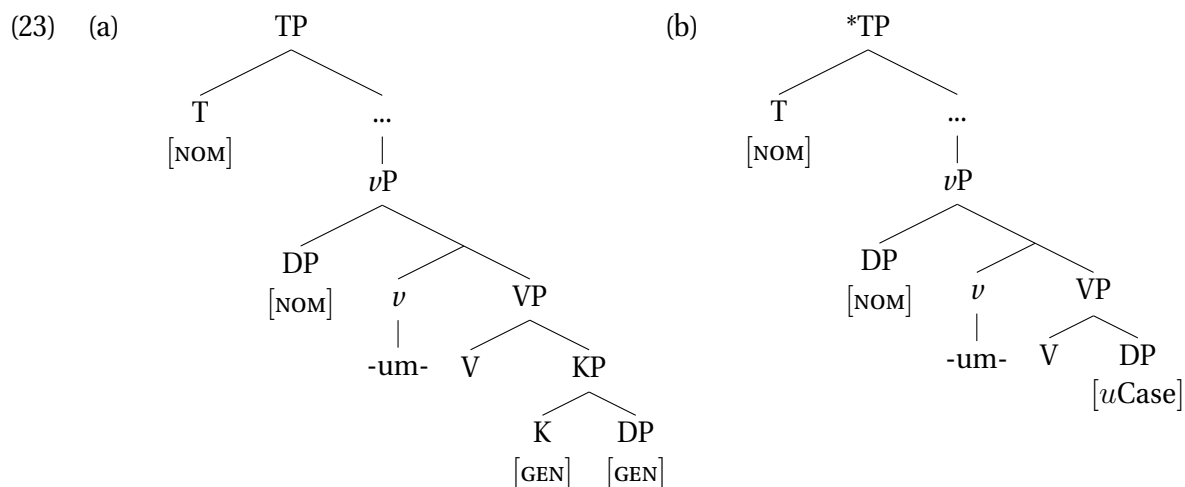 (23) (a) TP (b) *TP
T ... T ...
[NOM] [NOM]
vP vP
DP DP
[NOM] v VP [NOM] v VP
-um- V KP -um- V DP
[uCase]
K DP
[GEN] [GEN]